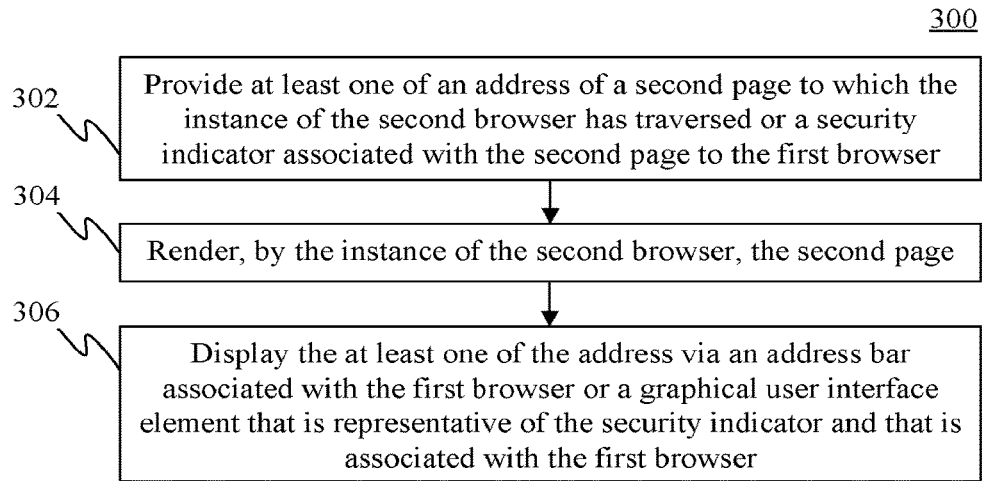 300
302
Provide at least one of an address of a second page to which the
instance of the second browser has traversed or a security
indicator associated with the second page to the first browser
304
Render, by the instance of the second browser, the second page
306
Display the at least one of the address via an address bar
associated with the first browser or a graphical user interface
element that is representative of the security indicator and that is
associated with the first browser